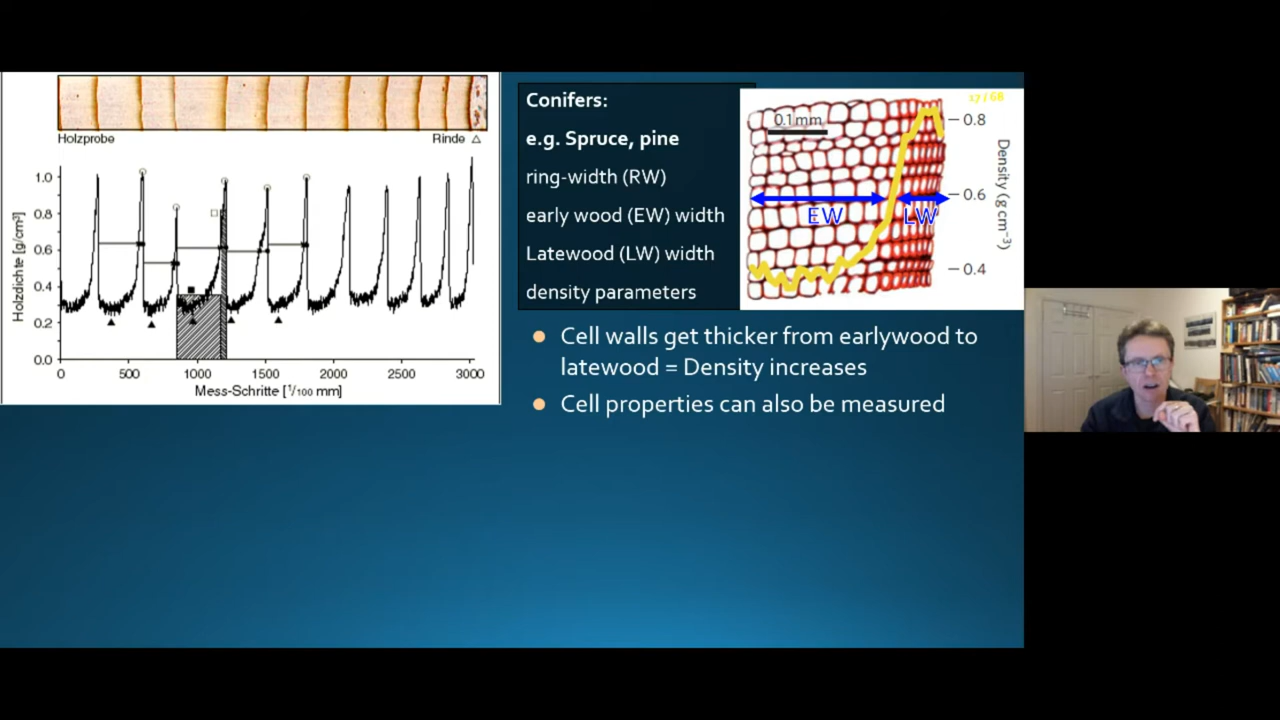 Holzprobe
Rinde △
Holzdichte [g/cm³]
1.0
0.8
0.6
0.4
0.2
0.0
0
500
1000
1500
2000
2500
3000
Mess-Schritte [¹/₁₀₀ mm]
Conifers:
e.g. Spruce, pine
ring-width (RW)
early wood (EW) width
Latewood (LW) width
density parameters
17 / 68
0.1 mm
EW
LW
0.8
0.6
0.4
Density (g cm⁻³)
Cell walls get thicker from earlywood to
latewood = Density increases
Cell properties can also be measured